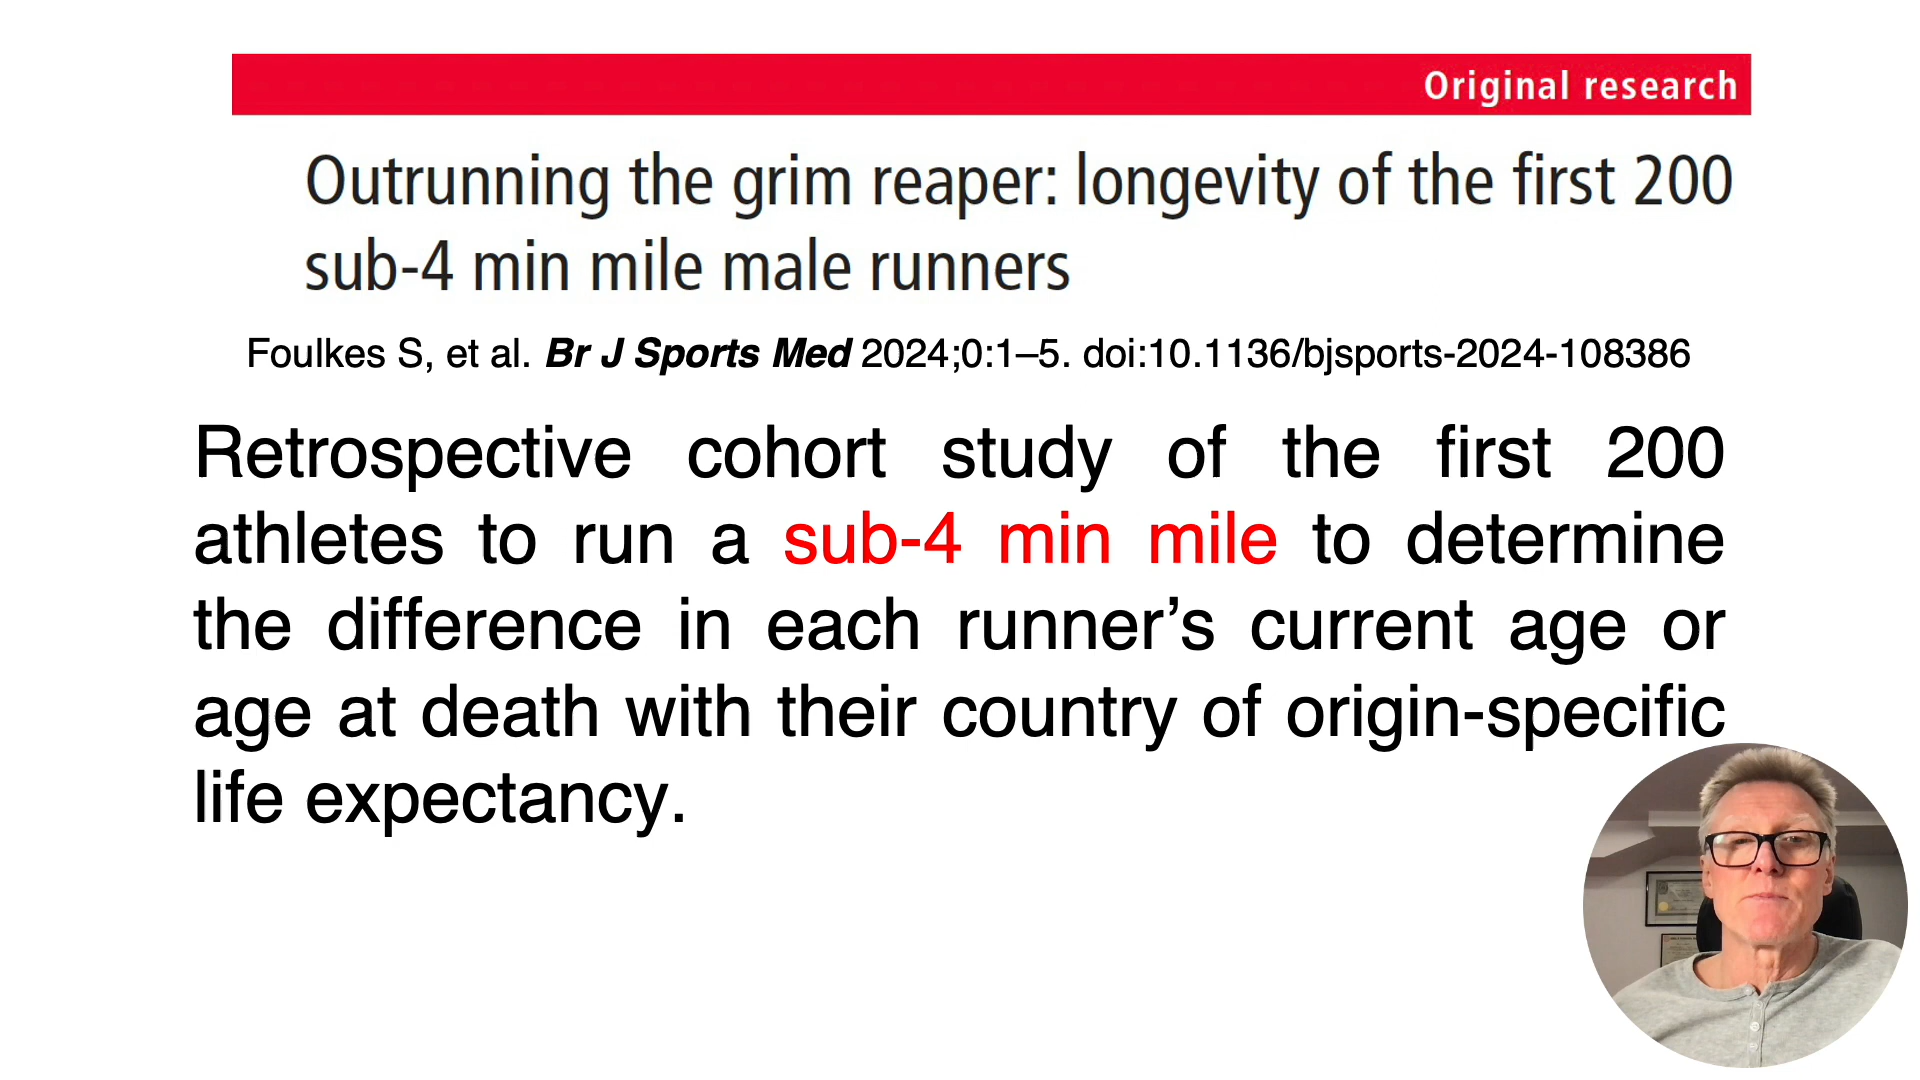 Original research
Outrunning the grim reaper: longevity of the first 200
sub-4 min mile male runners
Foulkes S, et al. Br J Sports Med 2024;0:1–5. doi:10.1136/bjsports-2024-108386
Retrospective cohort study of the first 200
athletes to run a sub-4 min mile to determine
the difference in each runner’s current age or
age at death with their country of origin-specific
life expectancy.